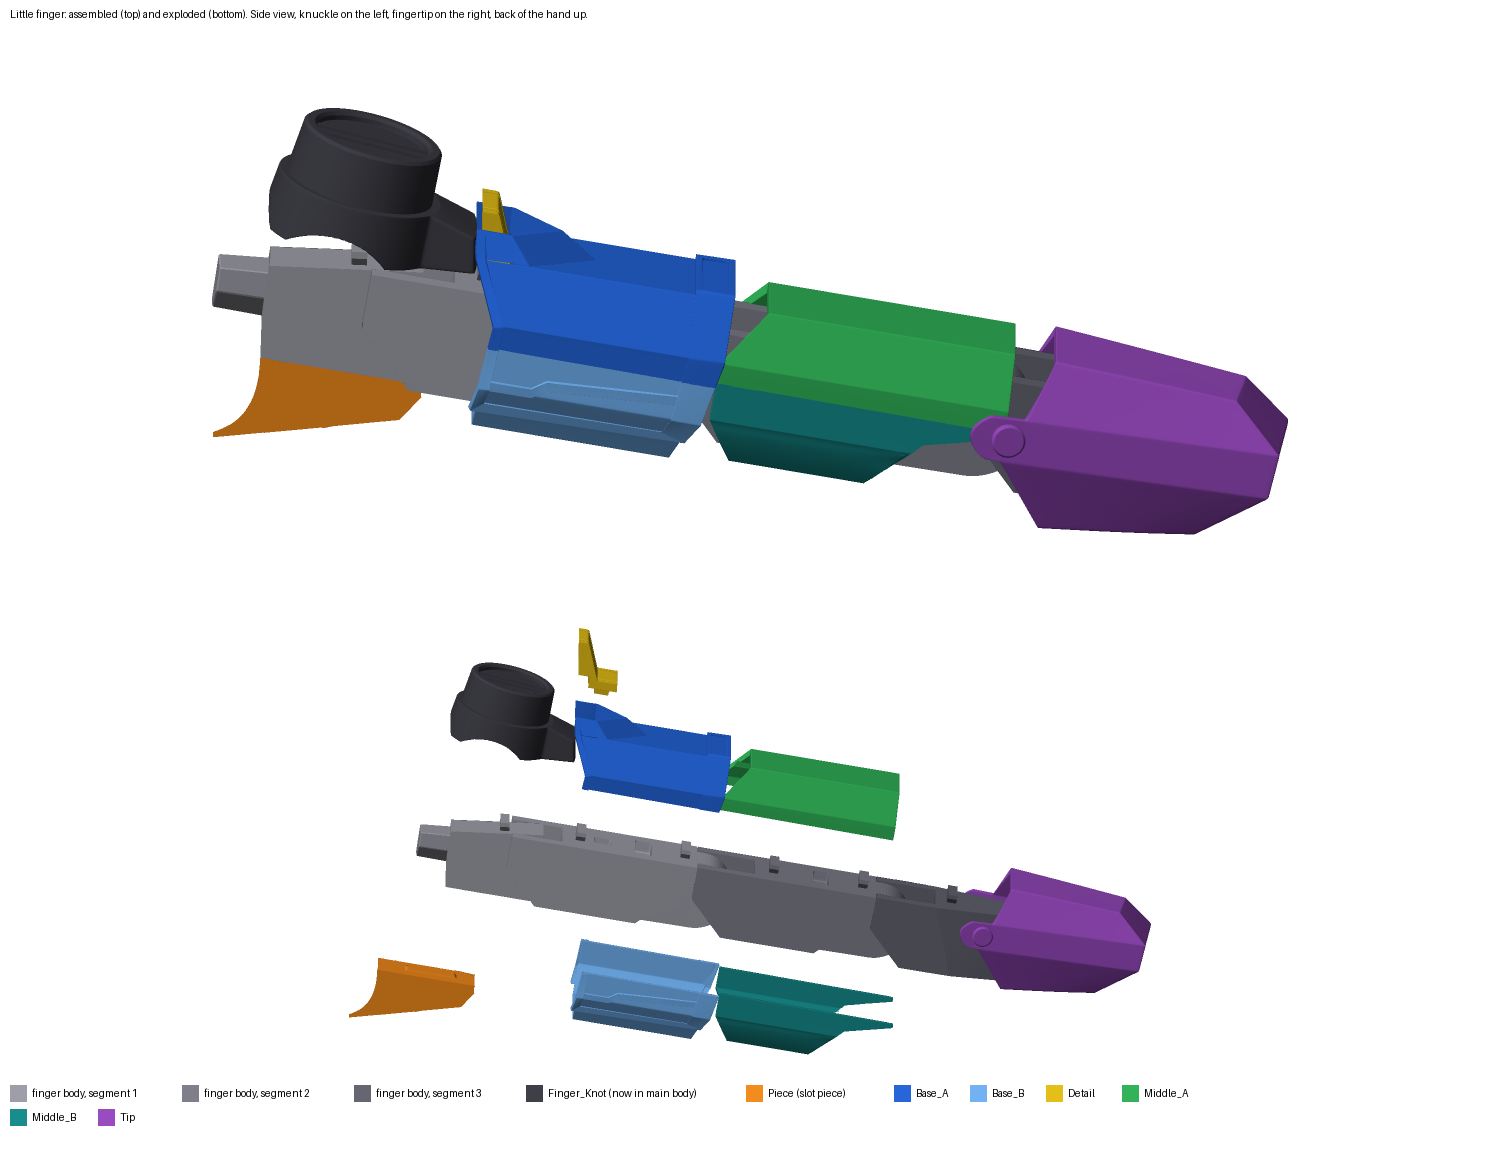 Little finger: assembled (top) and exploded (bottom). Side view, knuckle on the left, fingertip on the right, back of the hand up.
finger body, segment 1
finger body, segment 2
finger body, segment 3
Finger_Knot (now in main body)
Piece (slot piece)
Base_A
Base_B
Detail
Middle_A
Middle_B
Tip